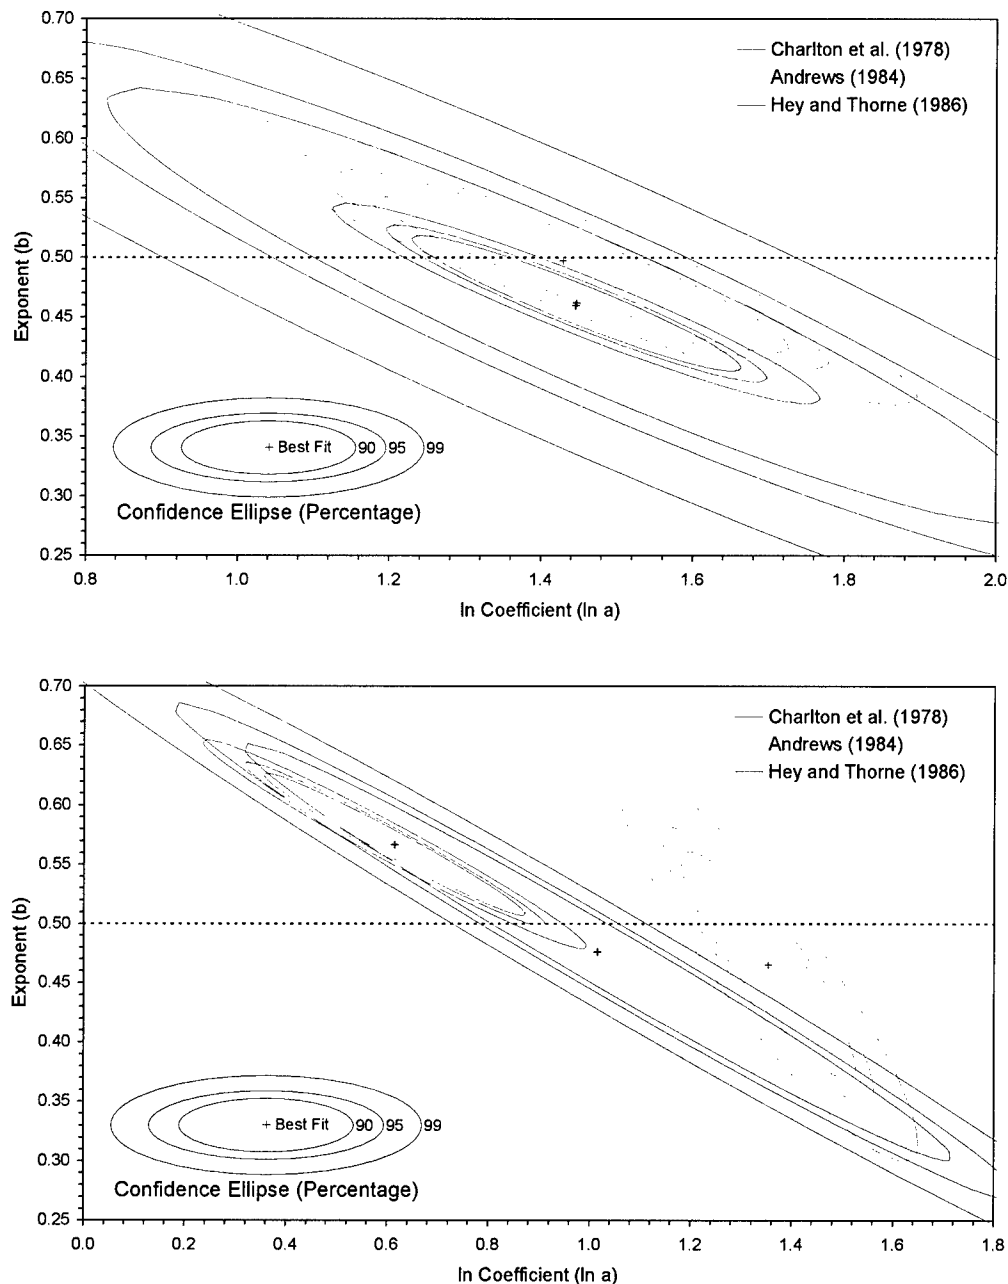 0.70
0.65
0.60
0.55
0.50
0.45
0.40
0.35
0.30
0.25
Exponent (b)
Charlton et al. (1978)
Andrews (1984)
Hey and Thorne (1986)
Best Fit 90 95 99
Confidence Ellipse (Percentage)
0.8 1.0 1.2 1.4 1.6 1.8 2.0
ln Coefficient (ln a)
0.70
0.65
0.60
0.55
0.50
0.45
0.40
0.35
0.30
0.25
Exponent (b)
Charlton et al. (1978)
Andrews (1984)
Hey and Thorne (1986)
Best Fit 90 95 99
Confidence Ellipse (Percentage)
0.0 0.2 0.4 0.6 0.8 1.0 1.2 1.4 1.6 1.8
ln Coefficient (ln a)